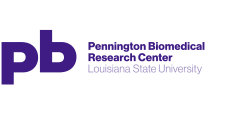 pb
Pennington Biomedical
Research Center
Louisiana State University